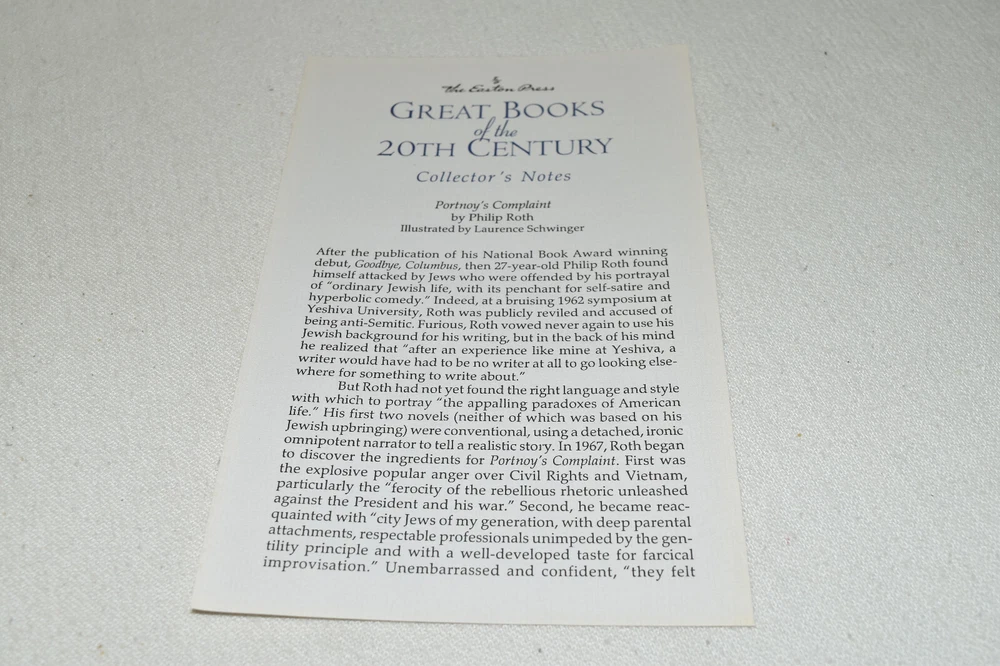 The Easton Press
GREAT BOOKS
of the
20TH CENTURY
Collector's Notes
Portnoy's Complaint
by Philip Roth
Illustrated by Laurence Schwinger
After the publication of his National Book Award winning
debut, Goodbye, Columbus, then 27-year-old Philip Roth found
himself attacked by Jews who were offended by his portrayal
of "ordinary Jewish life, with its penchant for self-satire and
hyperbolic comedy." Indeed, at a bruising 1962 symposium at
Yeshiva University, Roth was publicly reviled and accused of
being anti-Semitic. Furious, Roth vowed never again to use his
Jewish background for his writing, but in the back of his mind
he realized that "after an experience like mine at Yeshiva, a
writer would have had to be no writer at all to go looking else-
where for something to write about."
But Roth had not yet found the right language and style
with which to portray "the appalling paradoxes of American
life." His first two novels (neither of which was based on his
Jewish upbringing) were conventional, using a detached, ironic
omnipotent narrator to tell a realistic story. In 1967, Roth began
to discover the ingredients for Portnoy's Complaint. First was
the explosive popular anger over Civil Rights and Vietnam,
particularly the "ferocity of the rebellious rhetoric unleashed
against the President and his war." Second, he became reac-
quainted with "city Jews of my generation, with deep parental
attachments, respectable professionals unimpeded by the gen-
tility principle and with a well-developed taste for farcical
improvisation." Unembarrassed and confident, "they felt